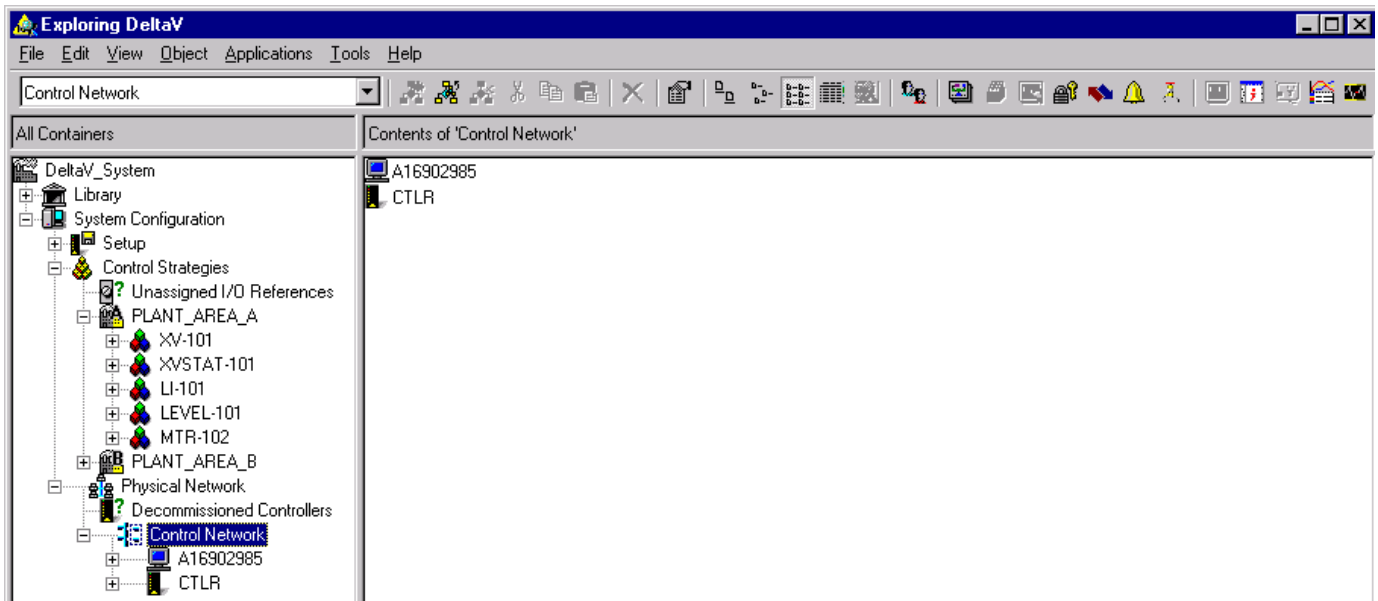 Exploring DeltaV
File Edit View Object Applications Tools Help
Control Network
All Containers
Contents of 'Control Network'
DeltaV_System
Library
System Configuration
Setup
Control Strategies
Unassigned I/O References
PLANT_AREA_A
XV-101
XVSTAT-101
LI-101
LEVEL-101
MTR-102
PLANT_AREA_B
Physical Network
Decommissioned Controllers
Control Network
A16902985
CTLR
A16902985
CTLR